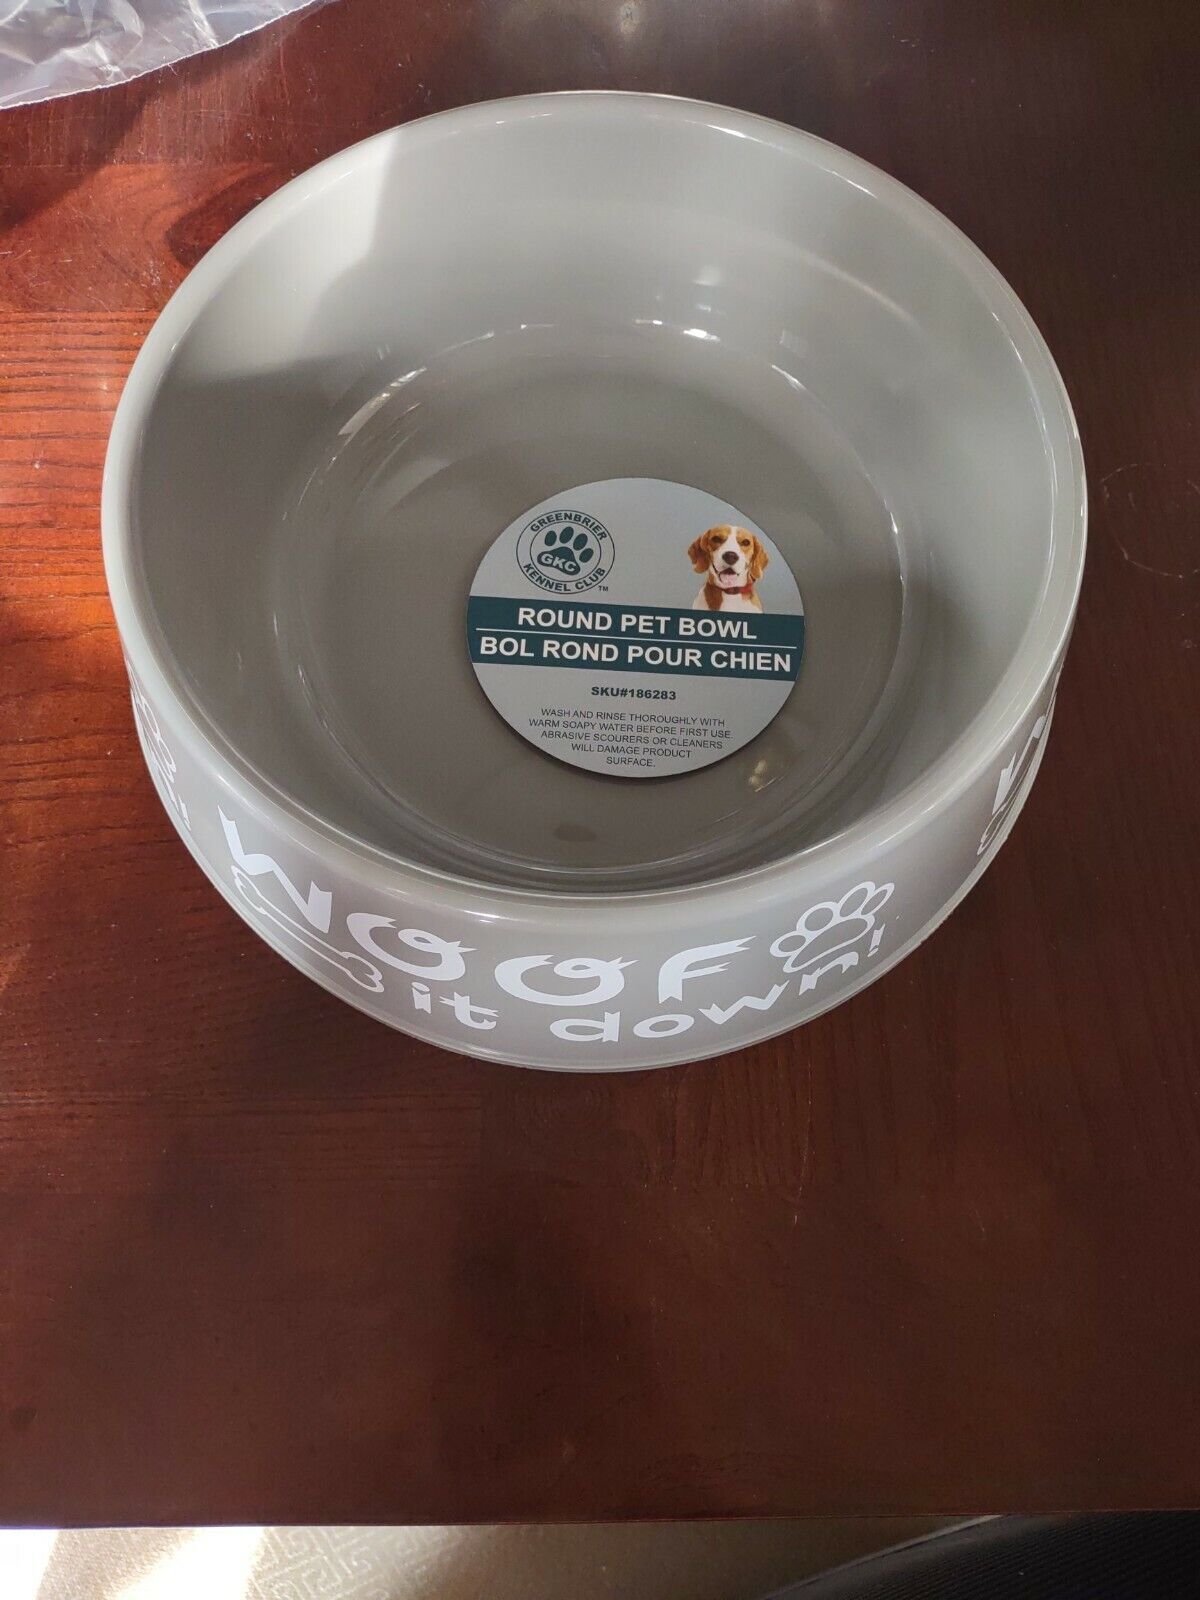 GREENBRIER
GKC
KENNEL CLUB
TM
ROUND PET BOWL
BOL ROND POUR CHIEN
SKU#186283
WASH AND RINSE THOROUGHLY WITH
WARM SOAPY WATER BEFORE FIRST USE.
ABRASIVE SCOURERS OR CLEANERS
WILL DAMAGE PRODUCT
SURFACE.
WOOF
it down!